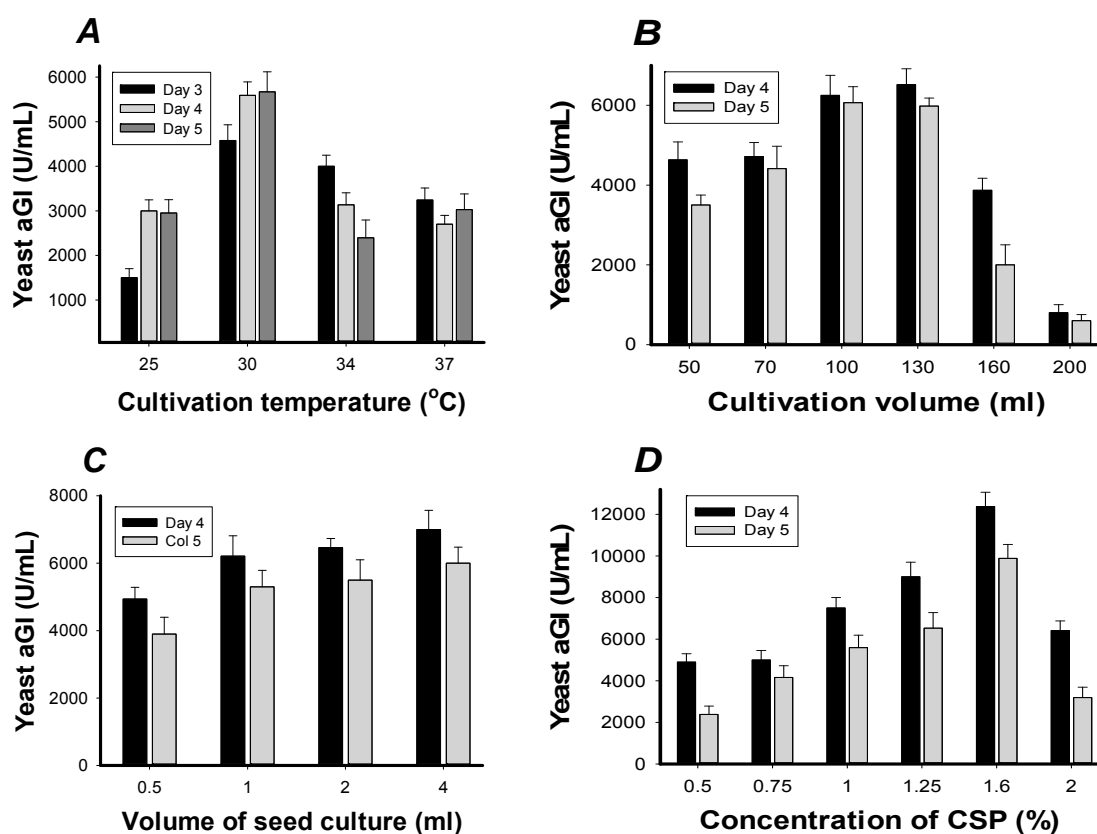 A
Day 3
Day 4
Day 5
Yeast aGI (U/mL)
6000
5000
4000
3000
2000
1000
25 30 34 37
Cultivation temperature (°C)
B
Day 4
Day 5
Yeast aGI (U/mL)
6000
4000
2000
0
50 70 100 130 160 200
Cultivation volume (ml)
C
Day 4
Col 5
Yeast aGI (U/mL)
8000
6000
4000
2000
0
0.5 1 2 4
Volume of seed culture (ml)
D
Day 4
Day 5
Yeast aGI (U/mL)
12000
10000
8000
6000
4000
2000
0
0.5 0.75 1 1.25 1.6 2
Concentration of CSP (%)